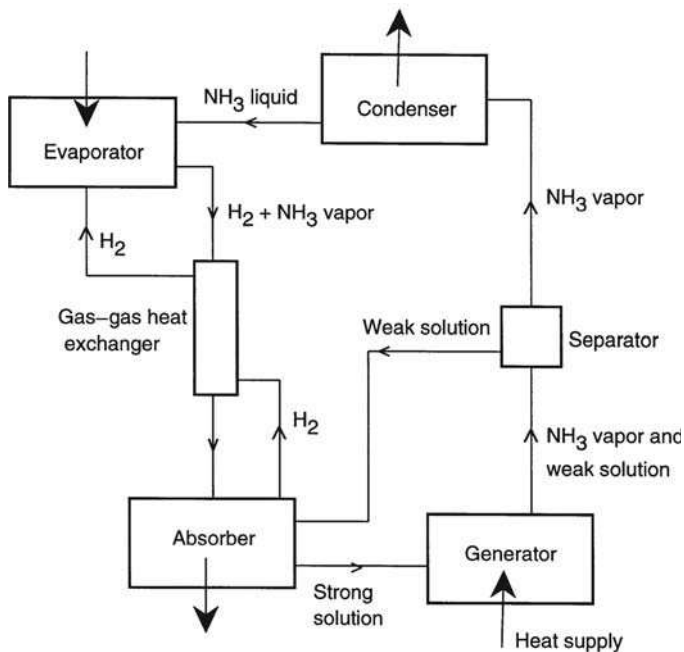 NH3 liquid
Condenser
Evaporator
H2 + NH3 vapor
NH3 vapor
H2
Gas–gas heat
exchanger
Weak solution
Separator
H2
NH3 vapor and
weak solution
Absorber
Generator
Strong
solution
Heat supply